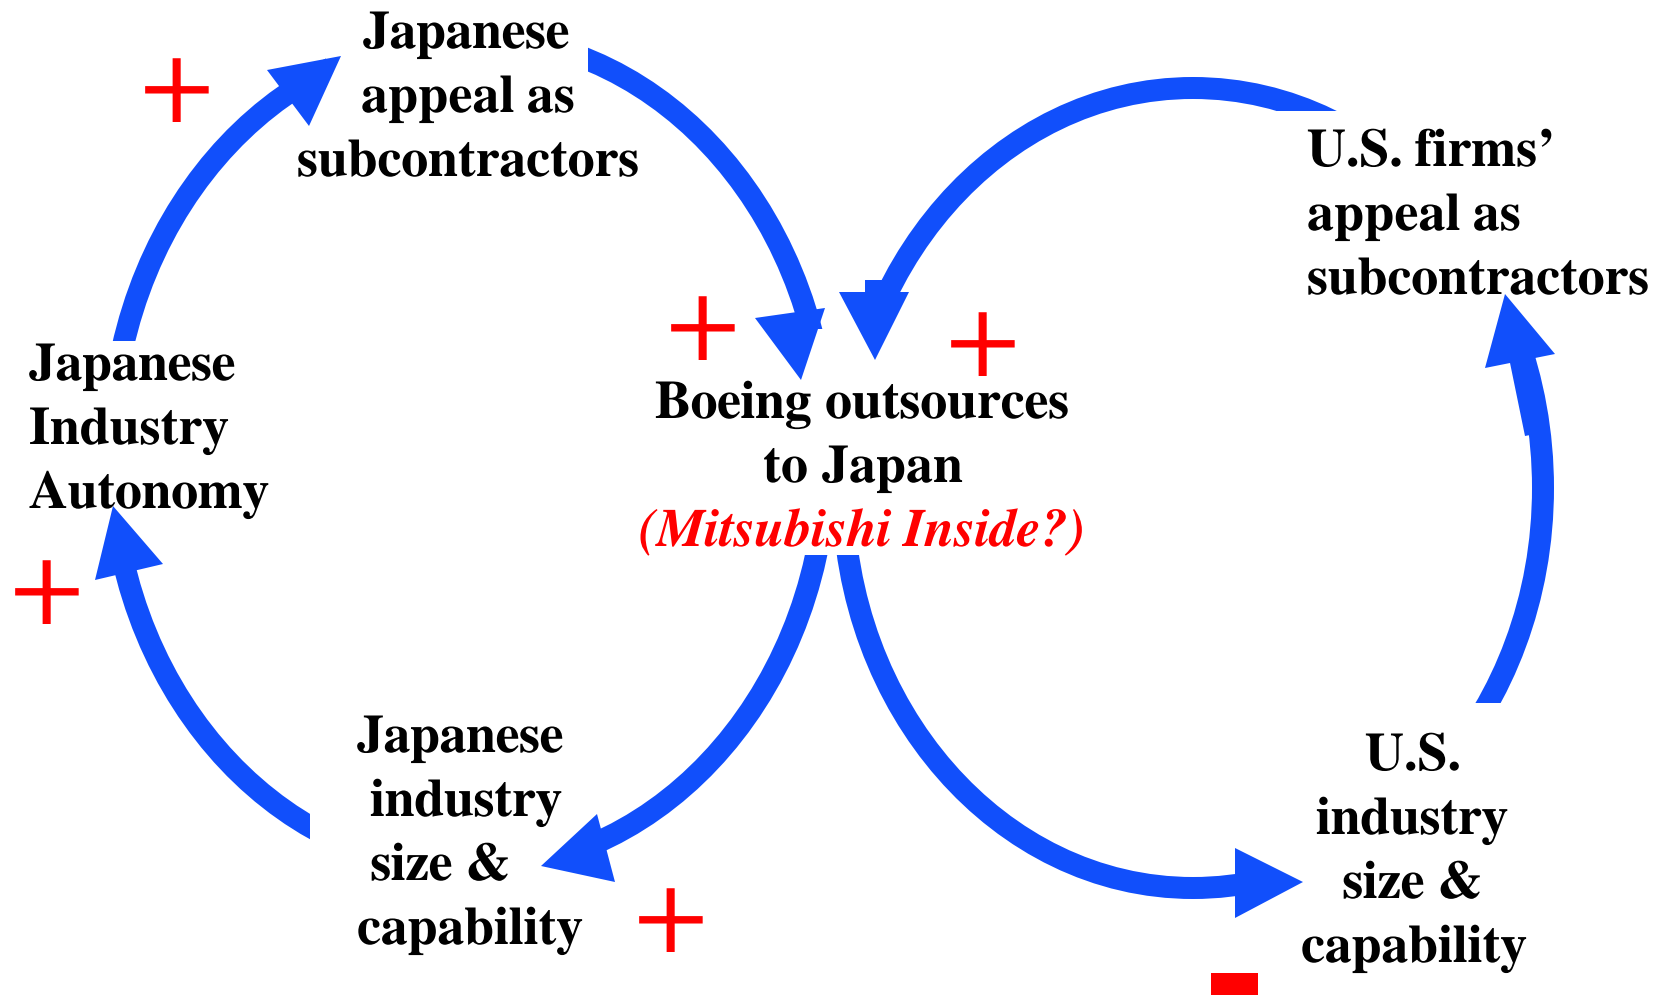 Japanese
appeal as
subcontractors
U.S. firms’
appeal as
subcontractors
Japanese
Industry
Autonomy
Boeing outsources
to Japan
(Mitsubishi Inside?)
Japanese
industry
size &
capability
U.S.
industry
size &
capability
+
+
+
+
+
-